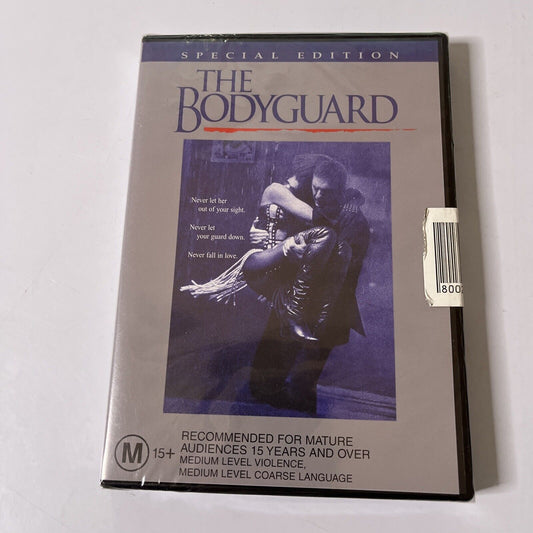 SPECIAL EDITION
THE
BODYGUARD
Never let her
out of your sight.
Never let
your guard down.
Never fall in love.
M 15+
RECOMMENDED FOR MATURE
AUDIENCES 15 YEARS AND OVER
MEDIUM LEVEL VIOLENCE,
MEDIUM LEVEL COARSE LANGUAGE